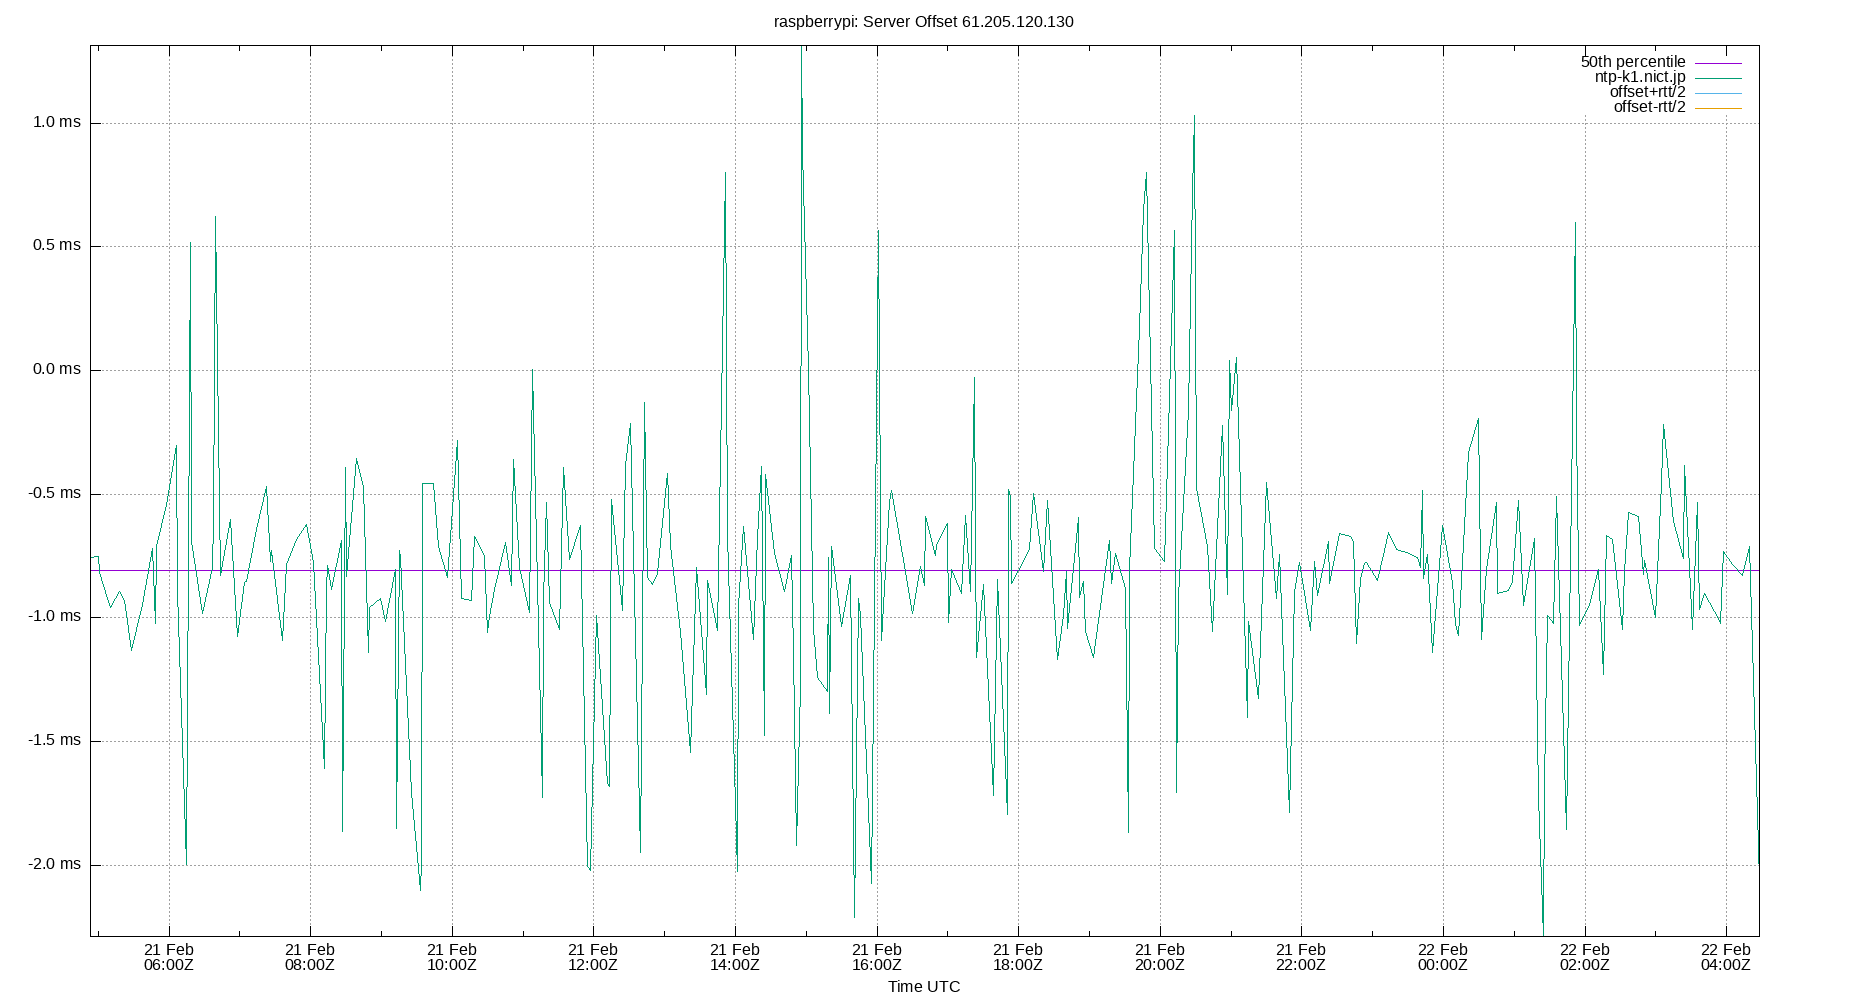 raspberrypi: Server Offset 61.205.120.130
50th percentile
ntp-k1.nict.jp
offset+rtt/2
offset-rtt/2
1.0 ms
0.5 ms
0.0 ms
-0.5 ms
-1.0 ms
-1.5 ms
-2.0 ms
21 Feb 21 Feb 21 Feb 21 Feb 21 Feb 21 Feb 21 Feb 21 Feb 21 Feb 22 Feb 22 Feb 22 Feb
06:00Z 08:00Z 10:00Z 12:00Z 14:00Z 16:00Z 18:00Z 20:00Z 22:00Z 00:00Z 02:00Z 04:00Z
Time UTC